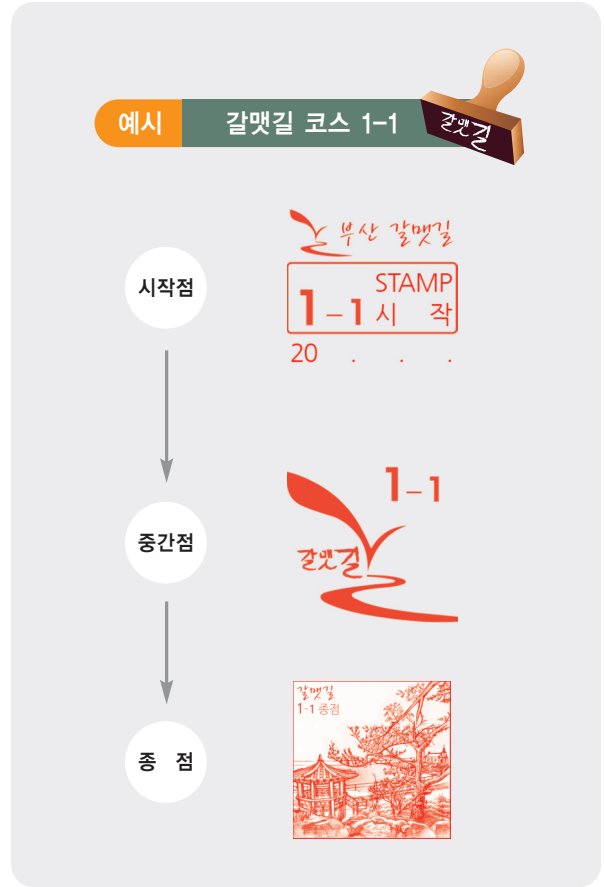 예시 갈맷길 코스 1-1
갈맷길
시작점
부산 갈맷길
STAMP
1-1 시 작
20 . . .
중간점
1-1
갈맷길
종 점
갈맷길
1-1 종점